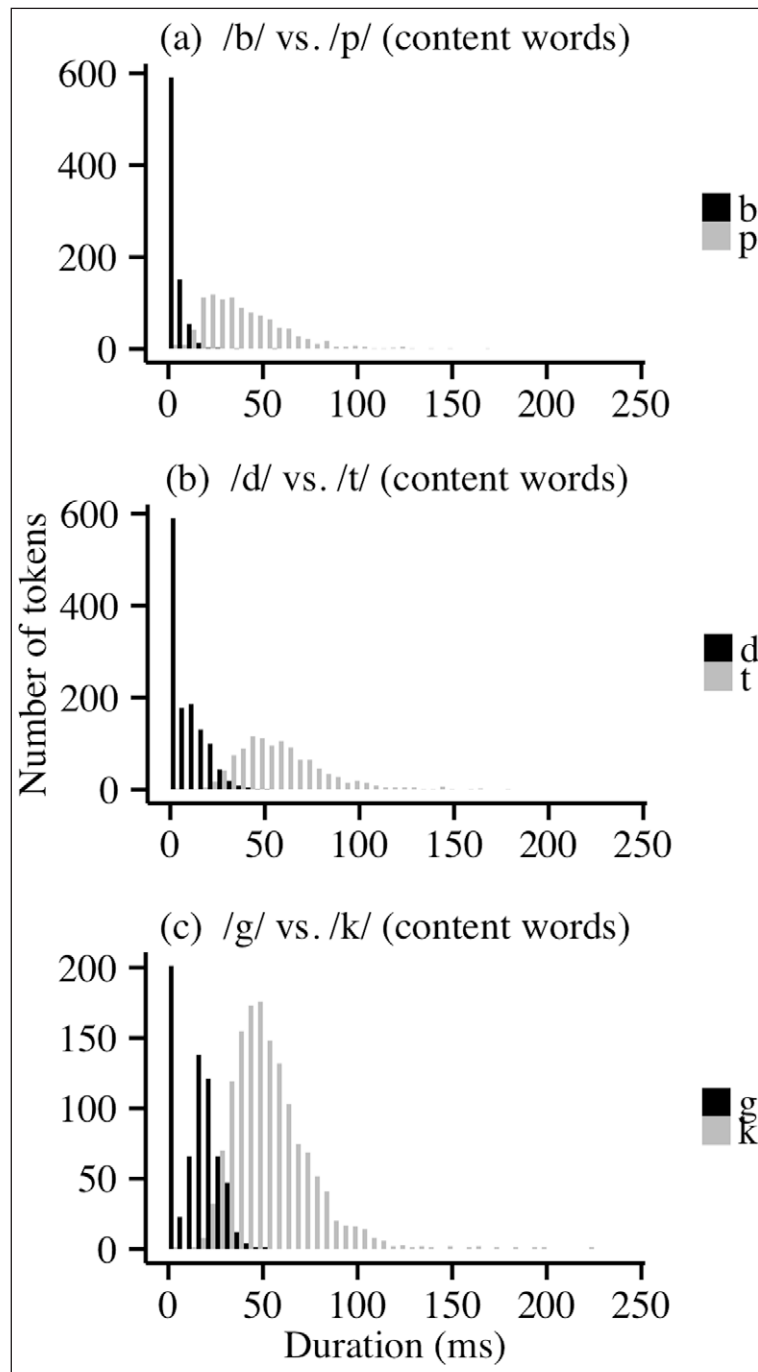 (a) /b/ vs. /p/ (content words)
600
400
200
0
0 50 100 150 200 250
b
p
(b) /d/ vs. /t/ (content words)
Number of tokens
600
400
200
0
0 50 100 150 200 250
d
t
(c) /g/ vs. /k/ (content words)
200
150
100
50
0
0 50 100 150 200 250
Duration (ms)
g
k